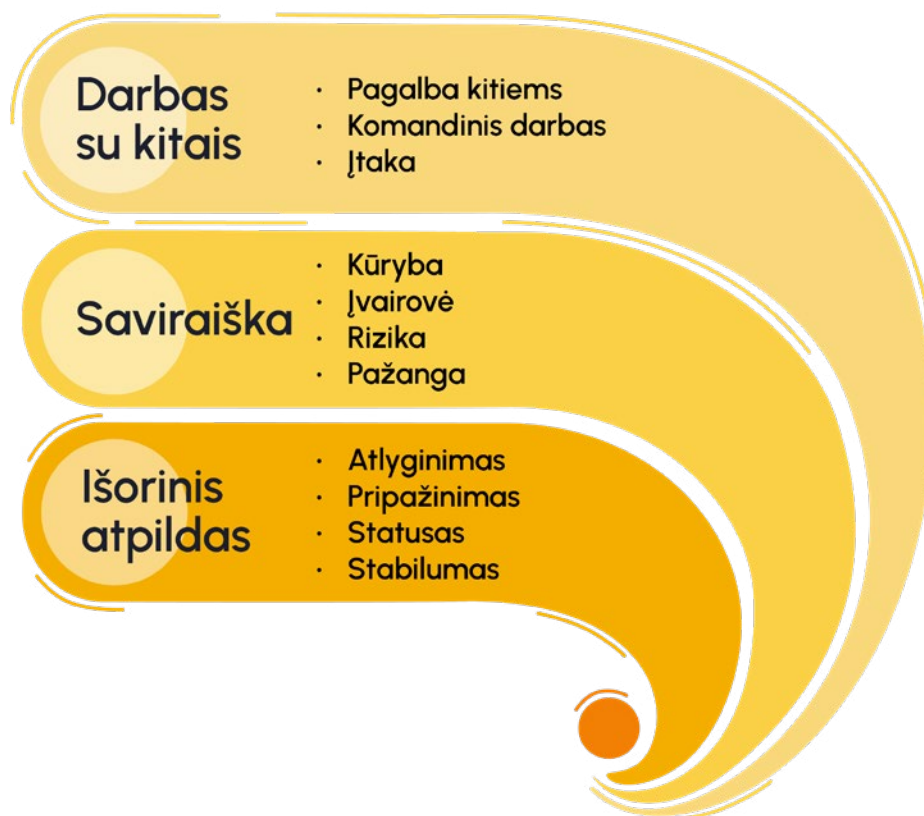 Darbas
su kitais
· Pagalba kitiems
· Komandinis darbas
· Įtaka
Saviraiška
· Kūryba
· Įvairovė
· Rizika
· Pažanga
Išorinis
atpildas
· Atlyginimas
· Pripažinimas
· Statusas
· Stabilumas